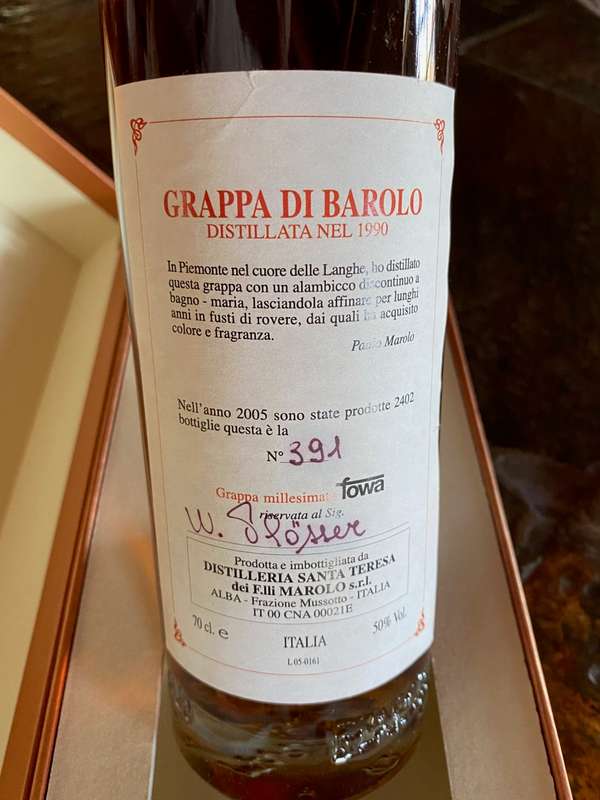 GRAPPA DI BAROLO
DISTILLATA NEL 1990
In Piemonte nel cuore delle Langhe, ho distillato
questa grappa con un alambicco discontinuo a
bagno - maria, lasciandola affinare per lunghi
anni in fusti di rovere, dai quali ha acquisito
colore e fragranza.
Paolo Marolo
Nell'anno 2005 sono state prodotte 2402
bottiglie questa è la
N° 391
Grappa millesimat fowa
riservata al Sig.
W.
Prodotta e imbottigliata da
DISTILLERIA SANTA TERESA
dei F.lli MAROLO s.r.l.
ALBA - Frazione Mussotto - ITALIA
IT 00 CNA 00021E
70 cl. e
ITALIA
50% Vol.
L 05-0161